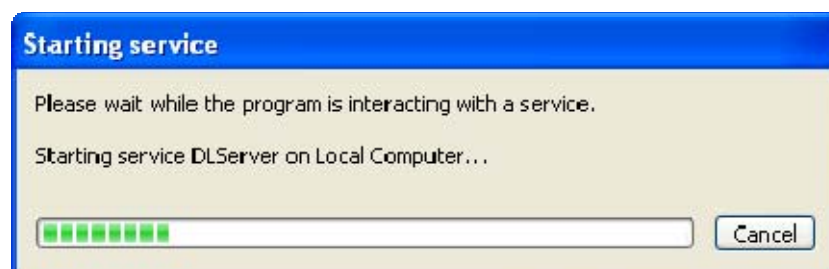 Starting service
Please wait while the program is interacting with a service.
Starting service DLServer on Local Computer...
Cancel